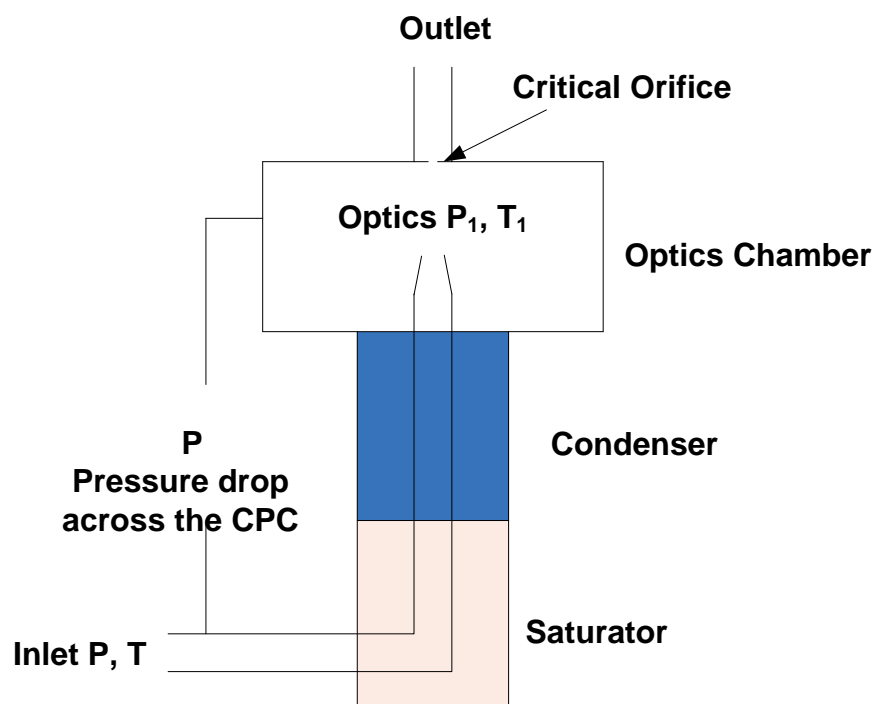 Outlet
Critical Orifice
Optics P₁, T₁
Optics Chamber
P
Pressure drop
across the CPC
Condenser
Saturator
Inlet P, T